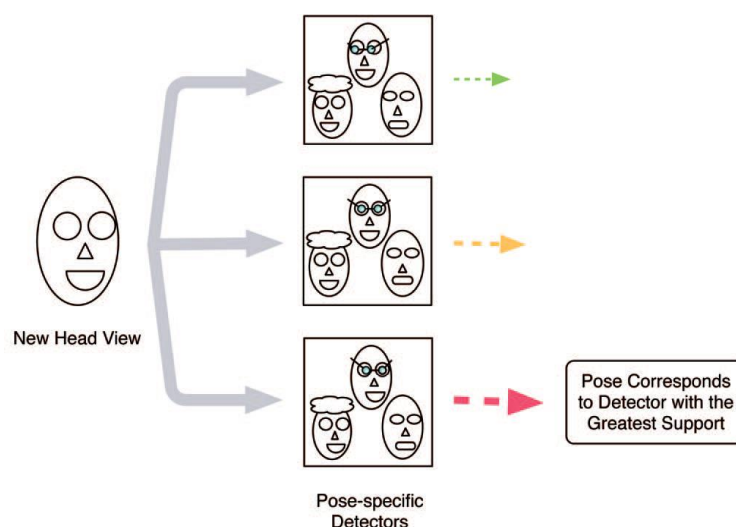 New Head View
Pose Corresponds
to Detector with the
Greatest Support
Pose-specific
Detectors